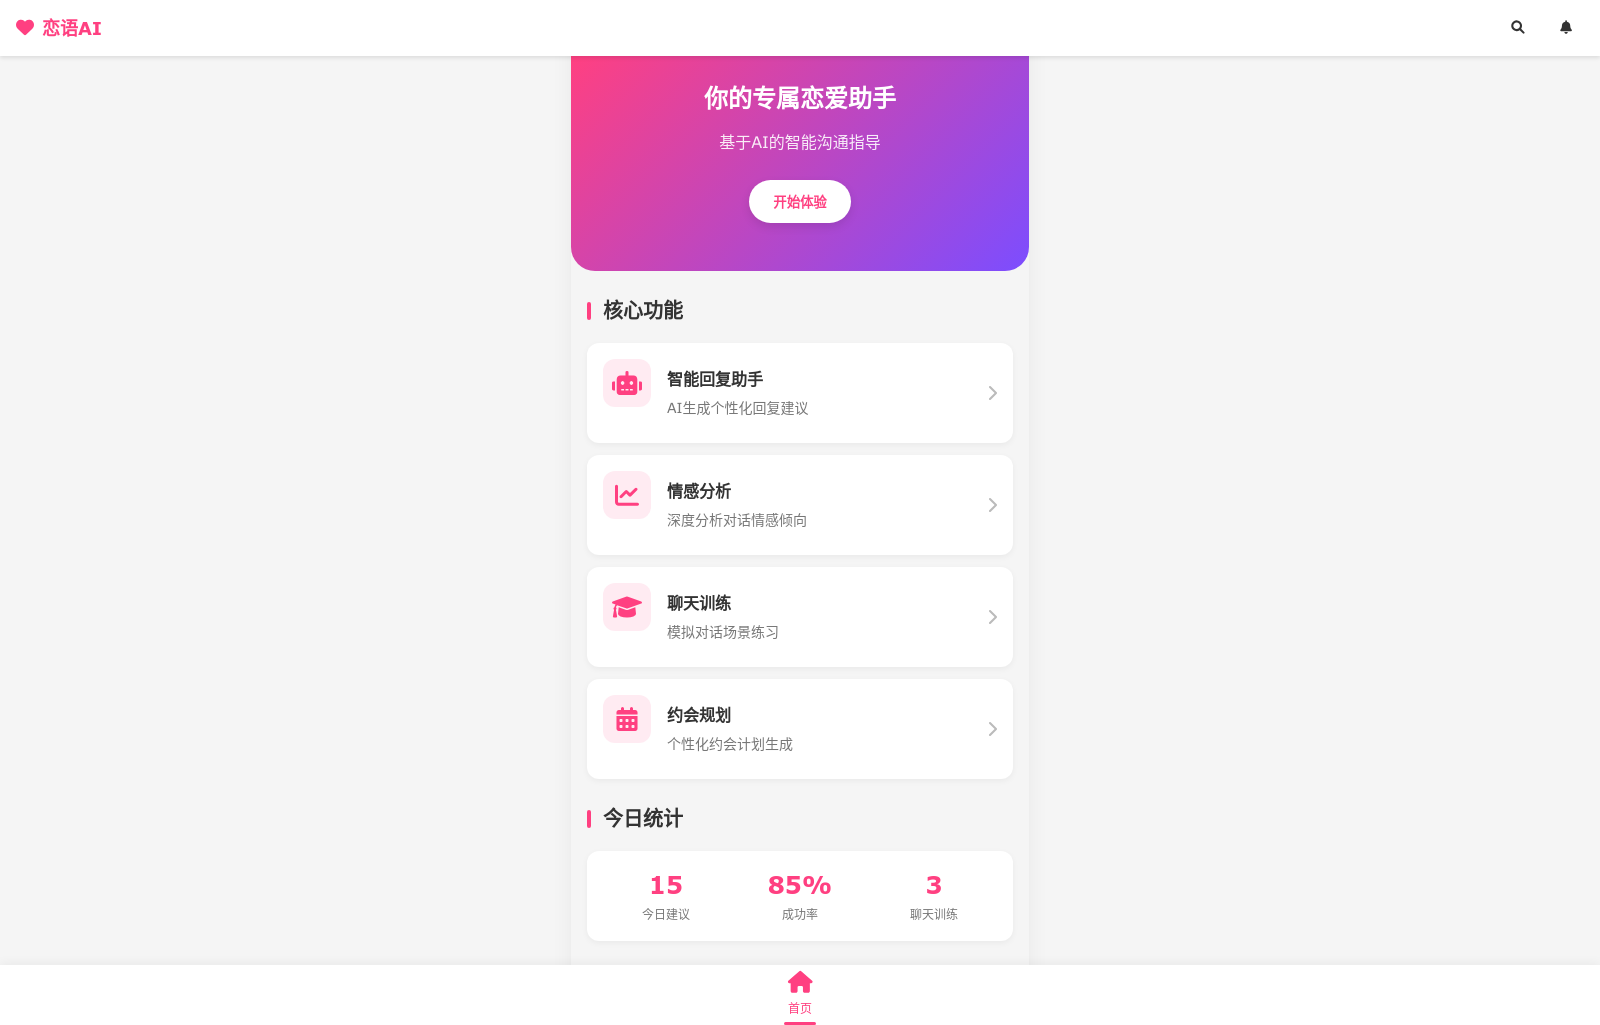 恋语AI
你的专属恋爱助手
基于AI的智能沟通指导
开始体验
核心功能
智能回复助手
AI生成个性化回复建议
情感分析
深度分析对话情感倾向
聊天训练
模拟对话场景练习
约会规划
个性化约会计划生成
今日统计
15
今日建议
85%
成功率
3
聊天训练
首页